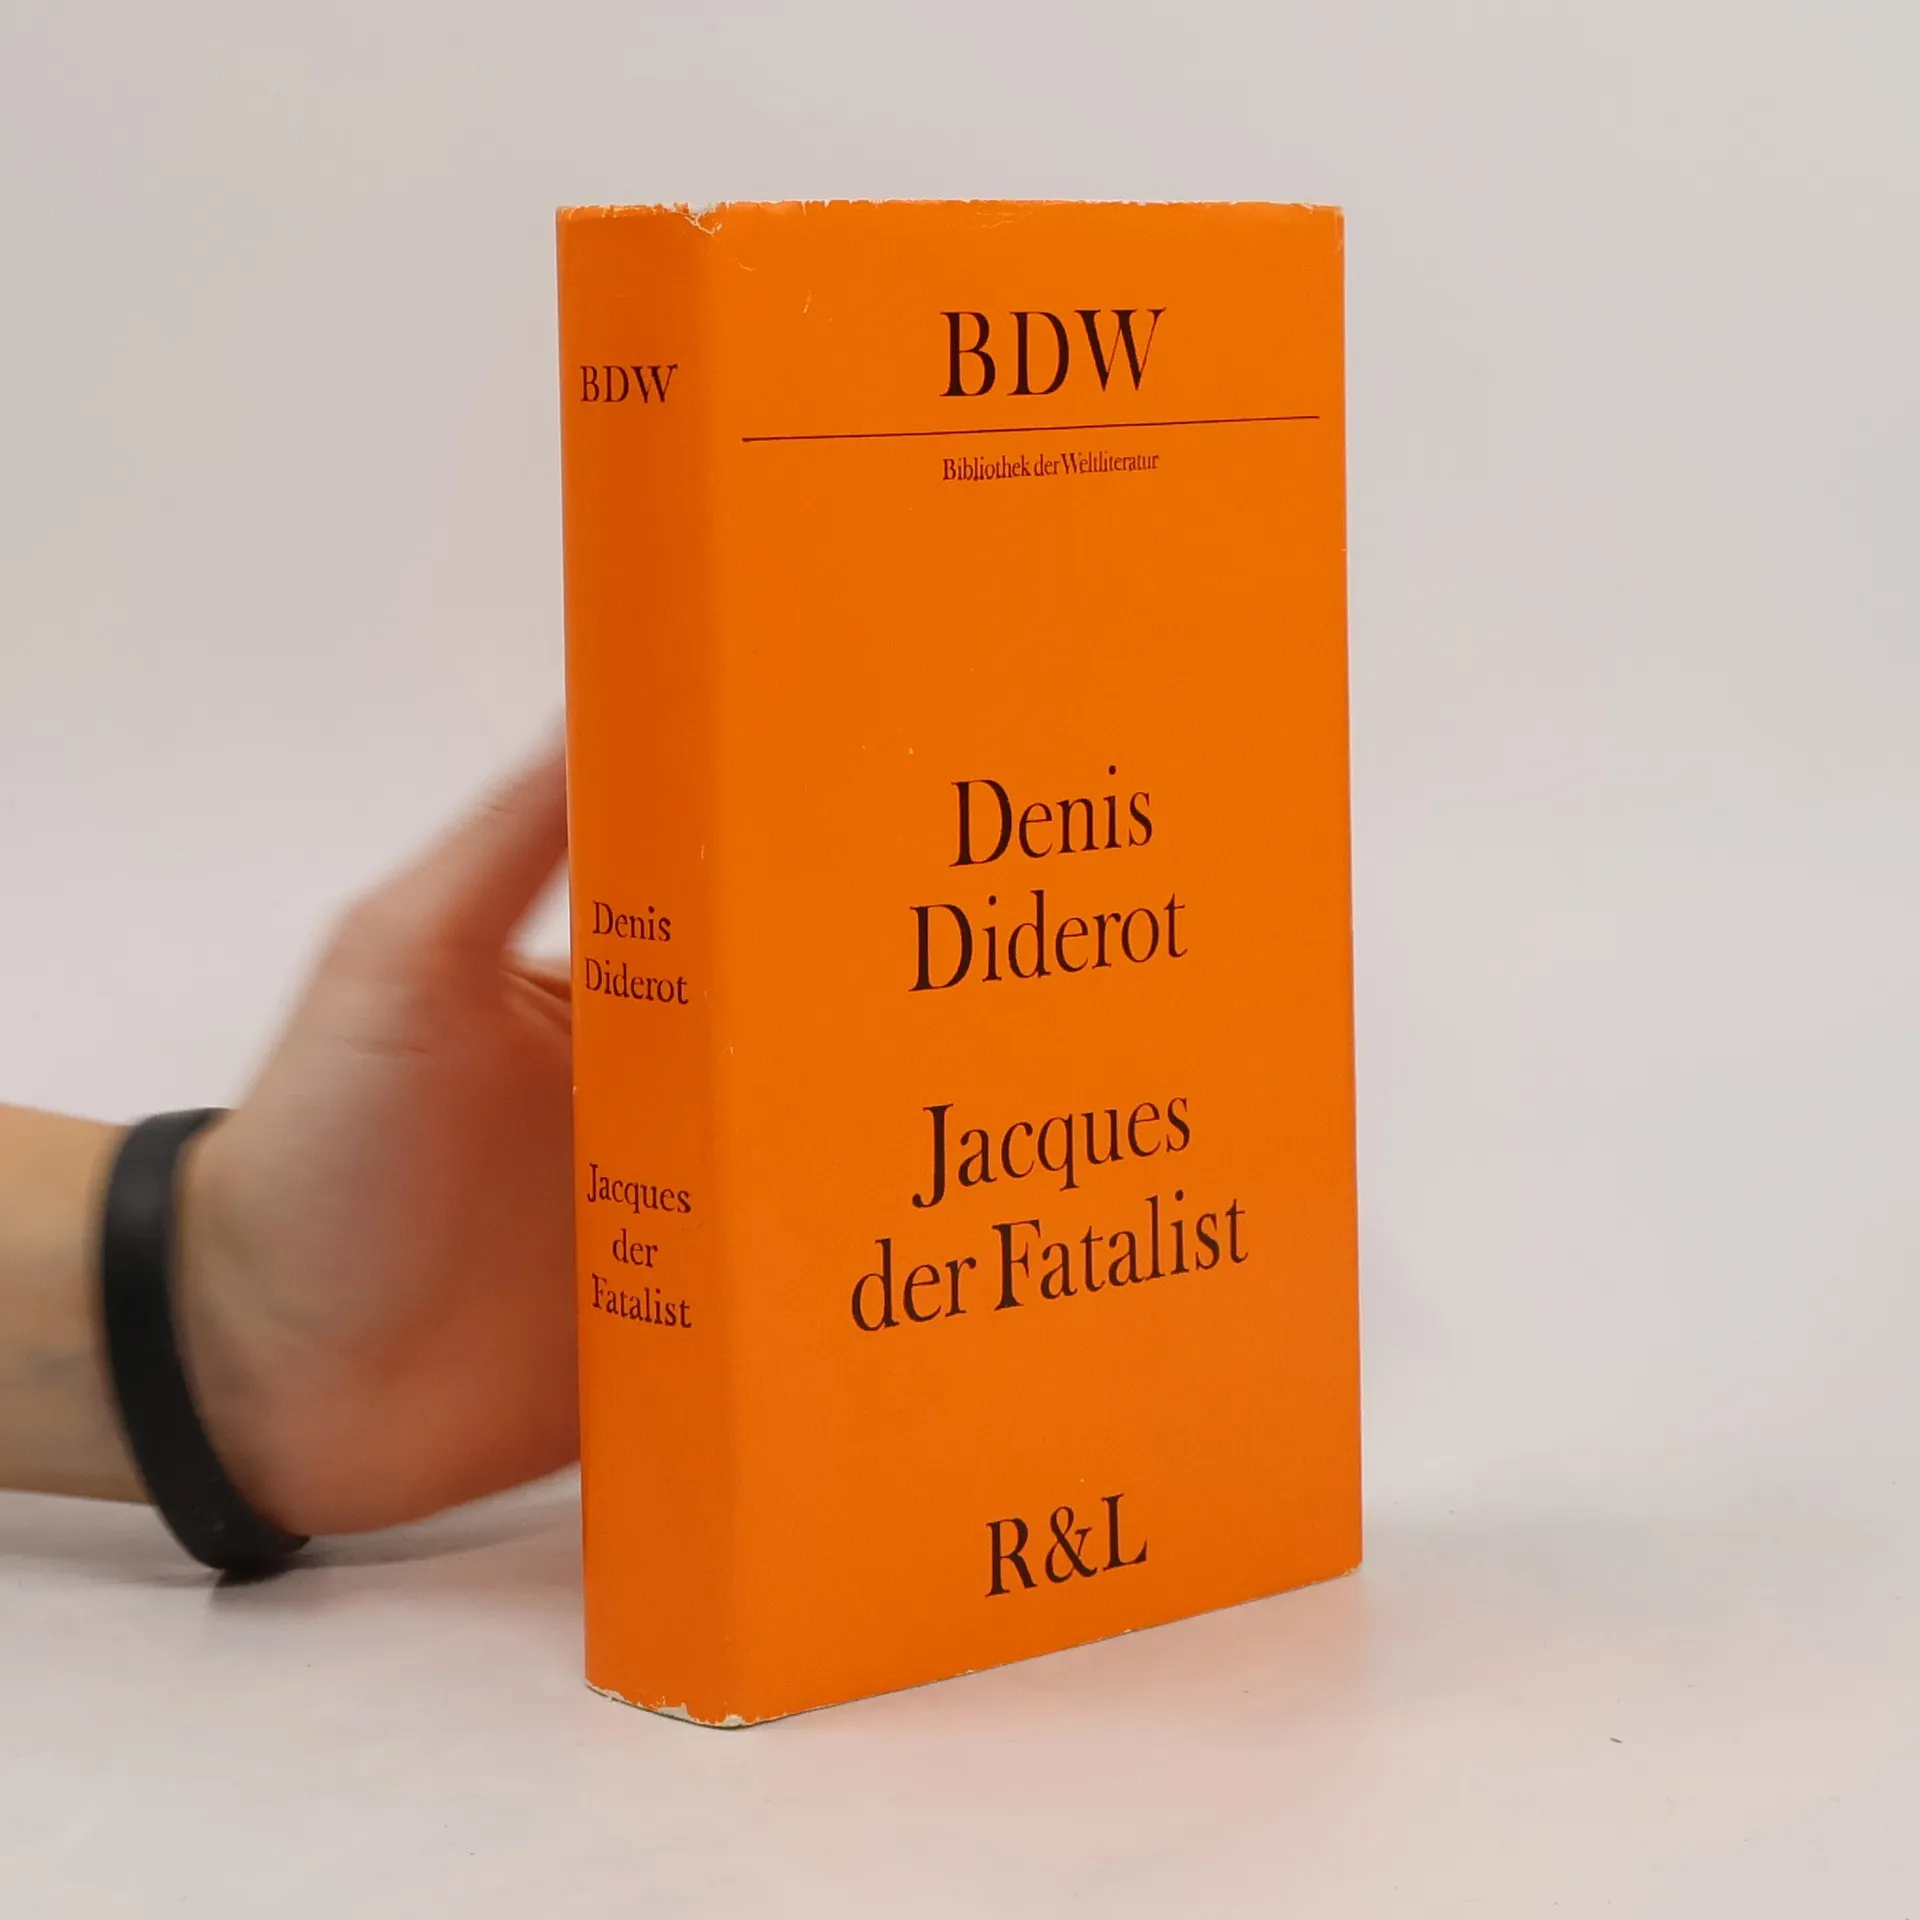 BDW
Denis
Diderot
Jacques
der
Fatalist
BDW
Bibliothek der Weltliteratur
Denis
Diderot
Jacques
der Fatalist
R&L